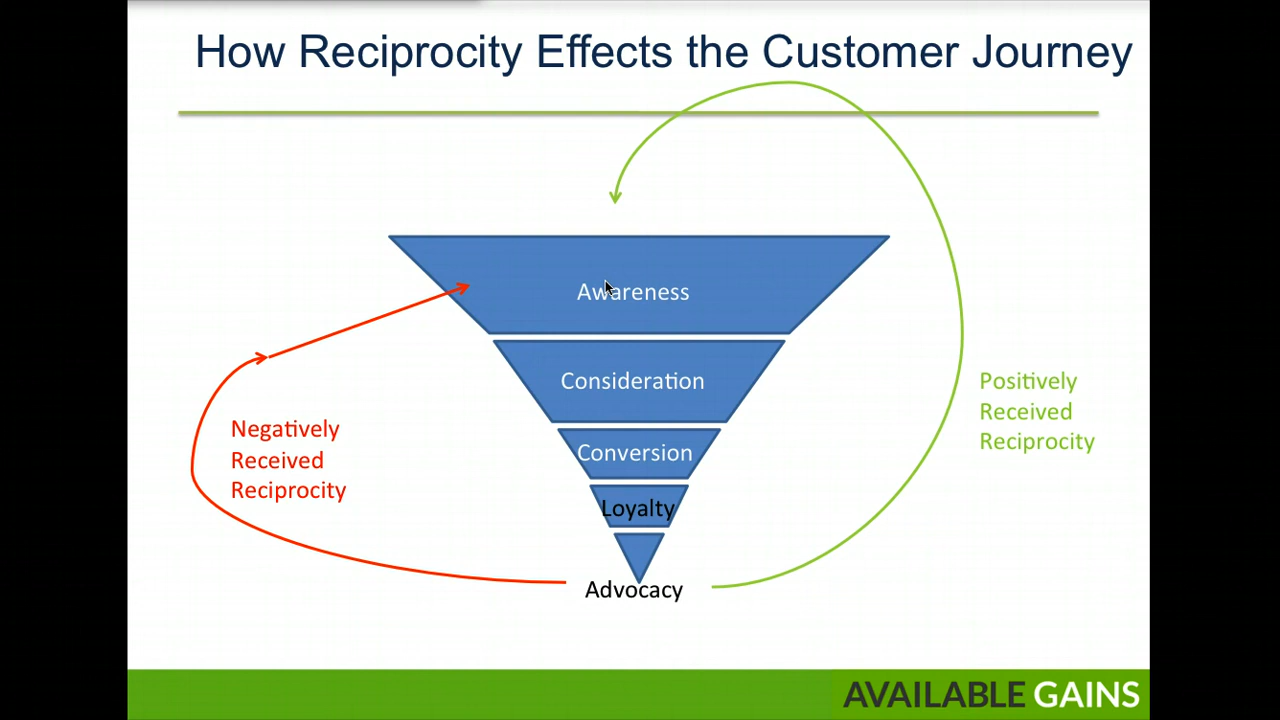 How Reciprocity Effects the Customer Journey
Awareness
Consideration
Conversion
Loyalty
Advocacy
Negatively
Received
Reciprocity
Positively
Received
Reciprocity
AVAILABLE GAINS